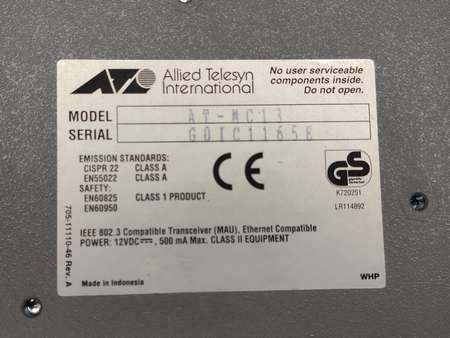 Allied Telesyn
International
No user serviceable
components inside.
Do not open.
MODEL AT-MC13
SERIAL G0IC1165E
EMISSION STANDARDS:
CISPR 22 CLASS A
EN55022 CLASS A
SAFETY:
EN60825 CLASS 1 PRODUCT
EN60950
CE
GS
K720251
LR114892
IEEE 802.3 Compatible Transceiver (MAU), Ethernet Compatible
POWER: 12VDC⎓, 500 mA Max. CLASS II EQUIPMENT
705-11110-46 Rev. A
Made in Indonesia
WHP